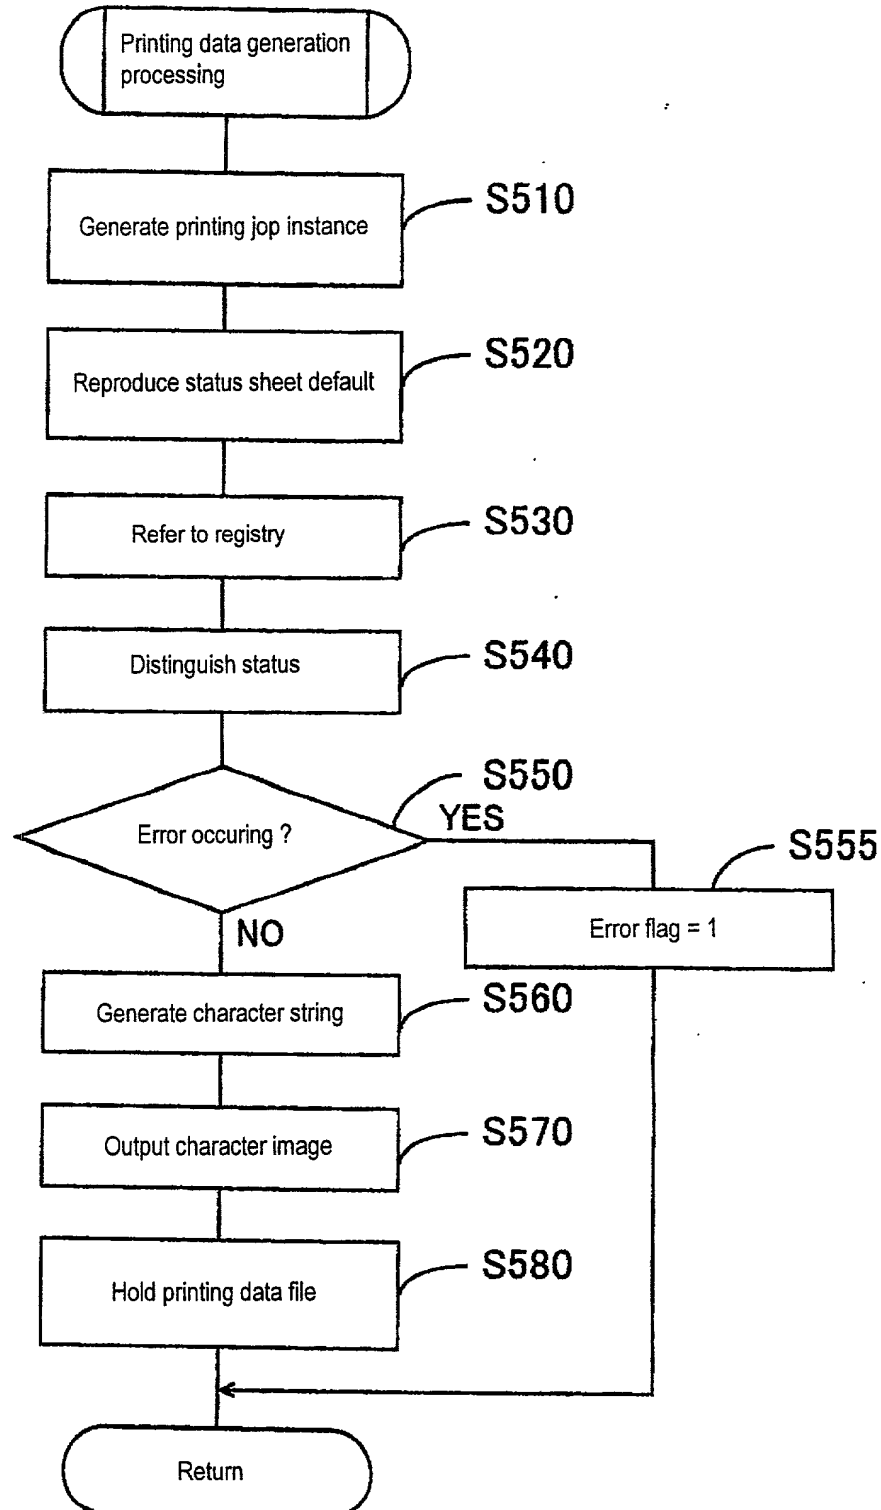 Printing data generation
processing
S510
Generate printing jop instance
S520
Reproduce status sheet default
S530
Refer to registry
S540
Distinguish status
S550
Error occuring ?
YES
S555
Error flag = 1
NO
S560
Generate character string
S570
Output character image
S580
Hold printing data file
Return